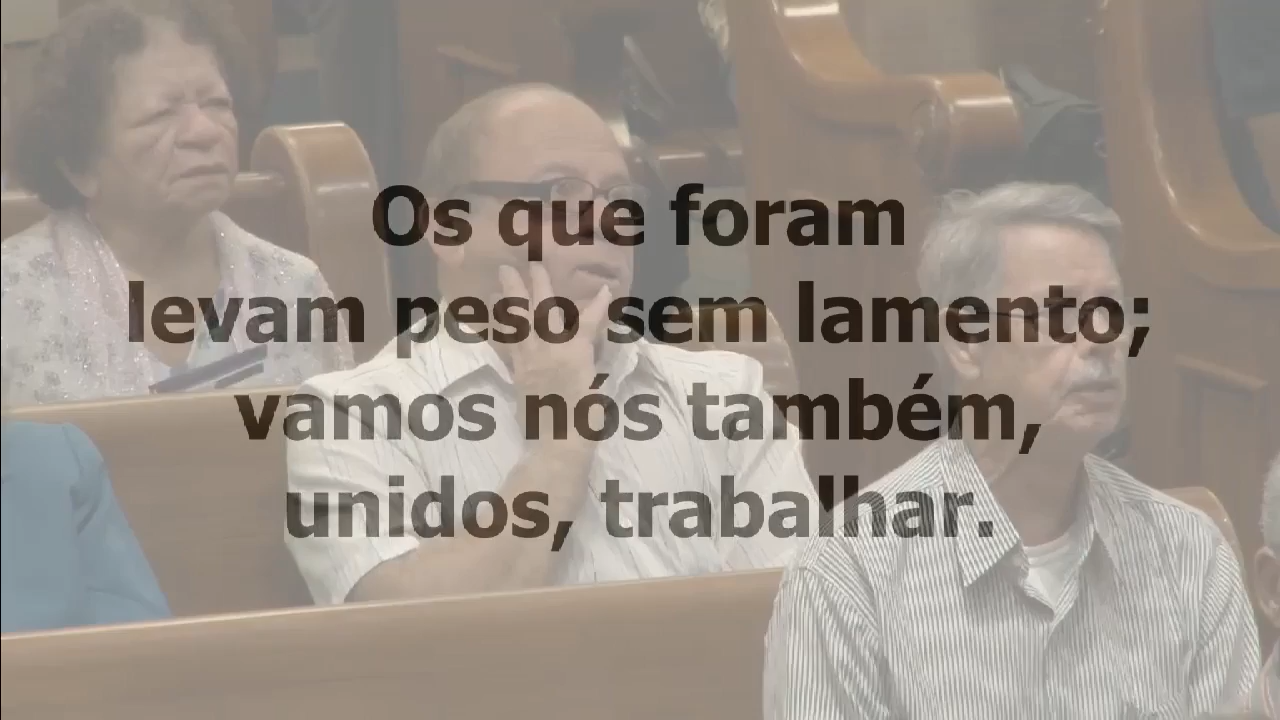 Os que foram
levam peso sem lamento;
vamos nós também,
unidos, trabalhar.